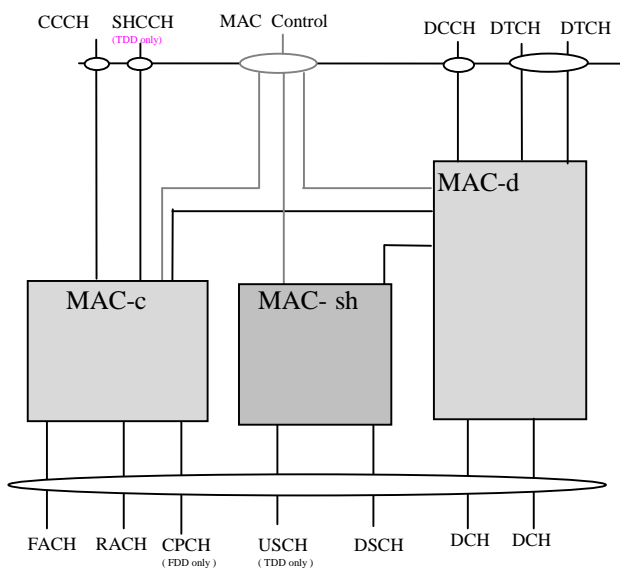 CCCH SHCCH MAC Control DCCH DTCH DTCH
(TDD only)
MAC-d
MAC-c MAC- sh
FACH RACH CPCH USCH DSCH DCH DCH
( FDD only ) ( TDD only )